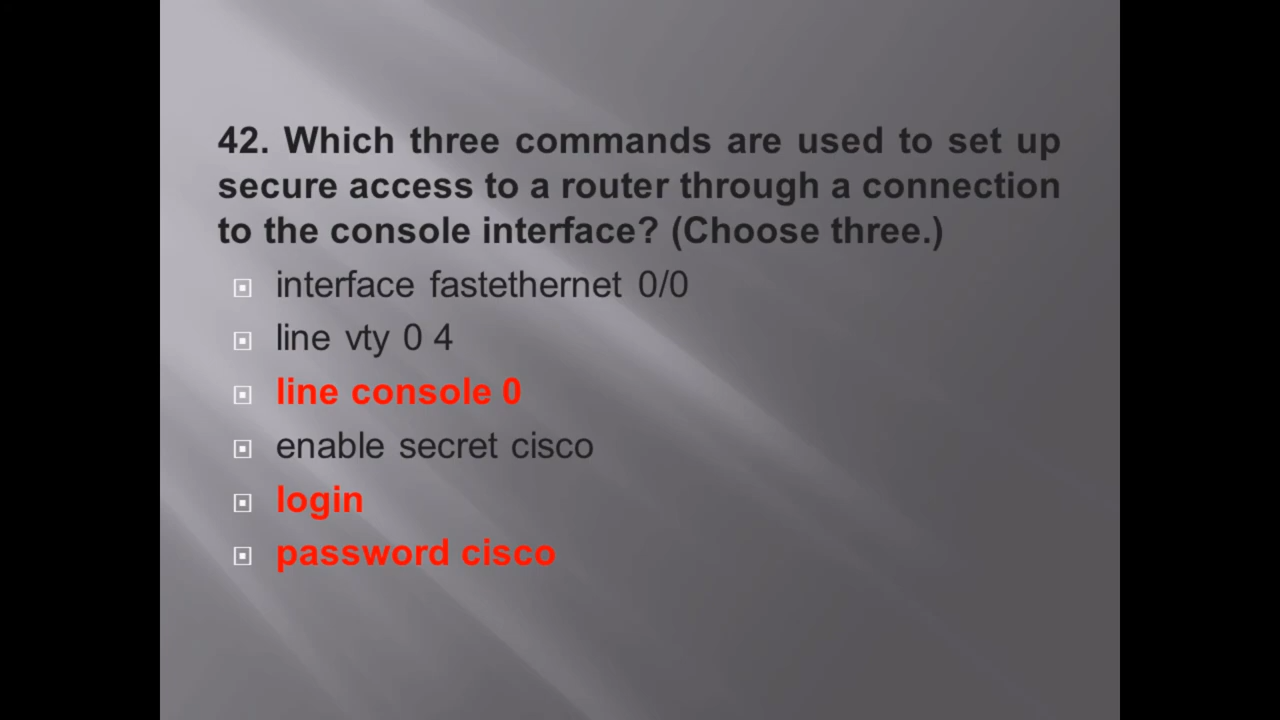 42. Which three commands are used to set up
secure access to a router through a connection
to the console interface? (Choose three.)
interface fastethernet 0/0
line vty 0 4
line console 0
enable secret cisco
login
password cisco